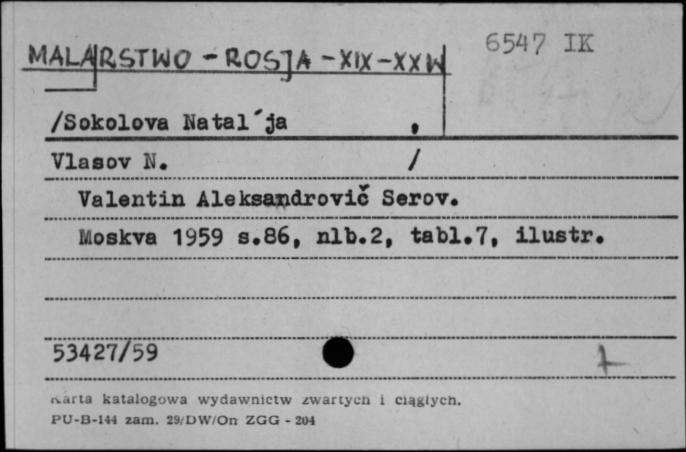 6547 IK
MALARSTWO - ROSJA - XIX - XXW
/Sokolova Natal´ja ,
Vlasov N. /
Valentin Aleksandrovič Serov.
Moskva 1959 s.86, nlb.2, tabl.7, ilustr.
53427/59
Karta katalogowa wydawnictw zwartych i ciągłych.
PU-B-144 zam. 29/DW/On ZGG - 204